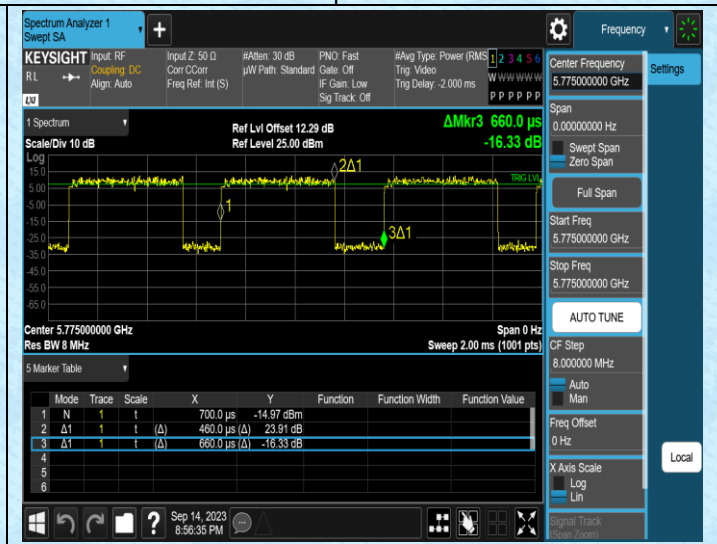 Spectrum Analyzer 1
Swept SA
+
Frequency
KEYSIGHT
Input: RF
Coupling: DC
Align: Auto
R L
LXI
Input Z: 50 Ω
Corr CCorr
Freq Ref: Int (S)
#Atten: 30 dB
µW Path: Standard
PNO: Fast
Gate: Off
IF Gain: Low
Sig Track: Off
#Avg Type: Power (RMS
Trig: Video
Trig Delay: -2.000 ms
1 2 3 4 5 6
W W W W W W
P P P P P P
Center Frequency
5.775000000 GHz
Settings
Span
0.00000000 Hz
Swept Span
Zero Span
Full Span
Start Freq
5.775000000 GHz
Stop Freq
5.775000000 GHz
AUTO TUNE
CF Step
8.000000 MHz
Auto
Man
Freq Offset
0 Hz
X Axis Scale
Log
Lin
Signal Track
(Span Zoom)
Local
1 Spectrum
Scale/Div 10 dB
Ref Lvl Offset 12.29 dB
Ref Level 25.00 dBm
ΔMkr3 660.0 µs
-16.33 dB
Log
15.0
5.00
-5.00
-15.0
-25.0
-35.0
-45.0
-55.0
-65.0
1
2Δ1
3Δ1
TRIG LVL
Center 5.775000000 GHz
Res BW 8 MHz
Span 0 Hz
Sweep 2.00 ms (1001 pts)
5 Marker Table
Mode Trace Scale X Y Function Function Width Function Value
1 N 1 t 700.0 µs -14.97 dBm
2 Δ1 1 t (Δ) 460.0 µs (Δ) 23.91 dB
3 Δ1 1 t (Δ) 660.0 µs (Δ) -16.33 dB
4
5
6
?
Sep 14, 2023
8:56:35 PM